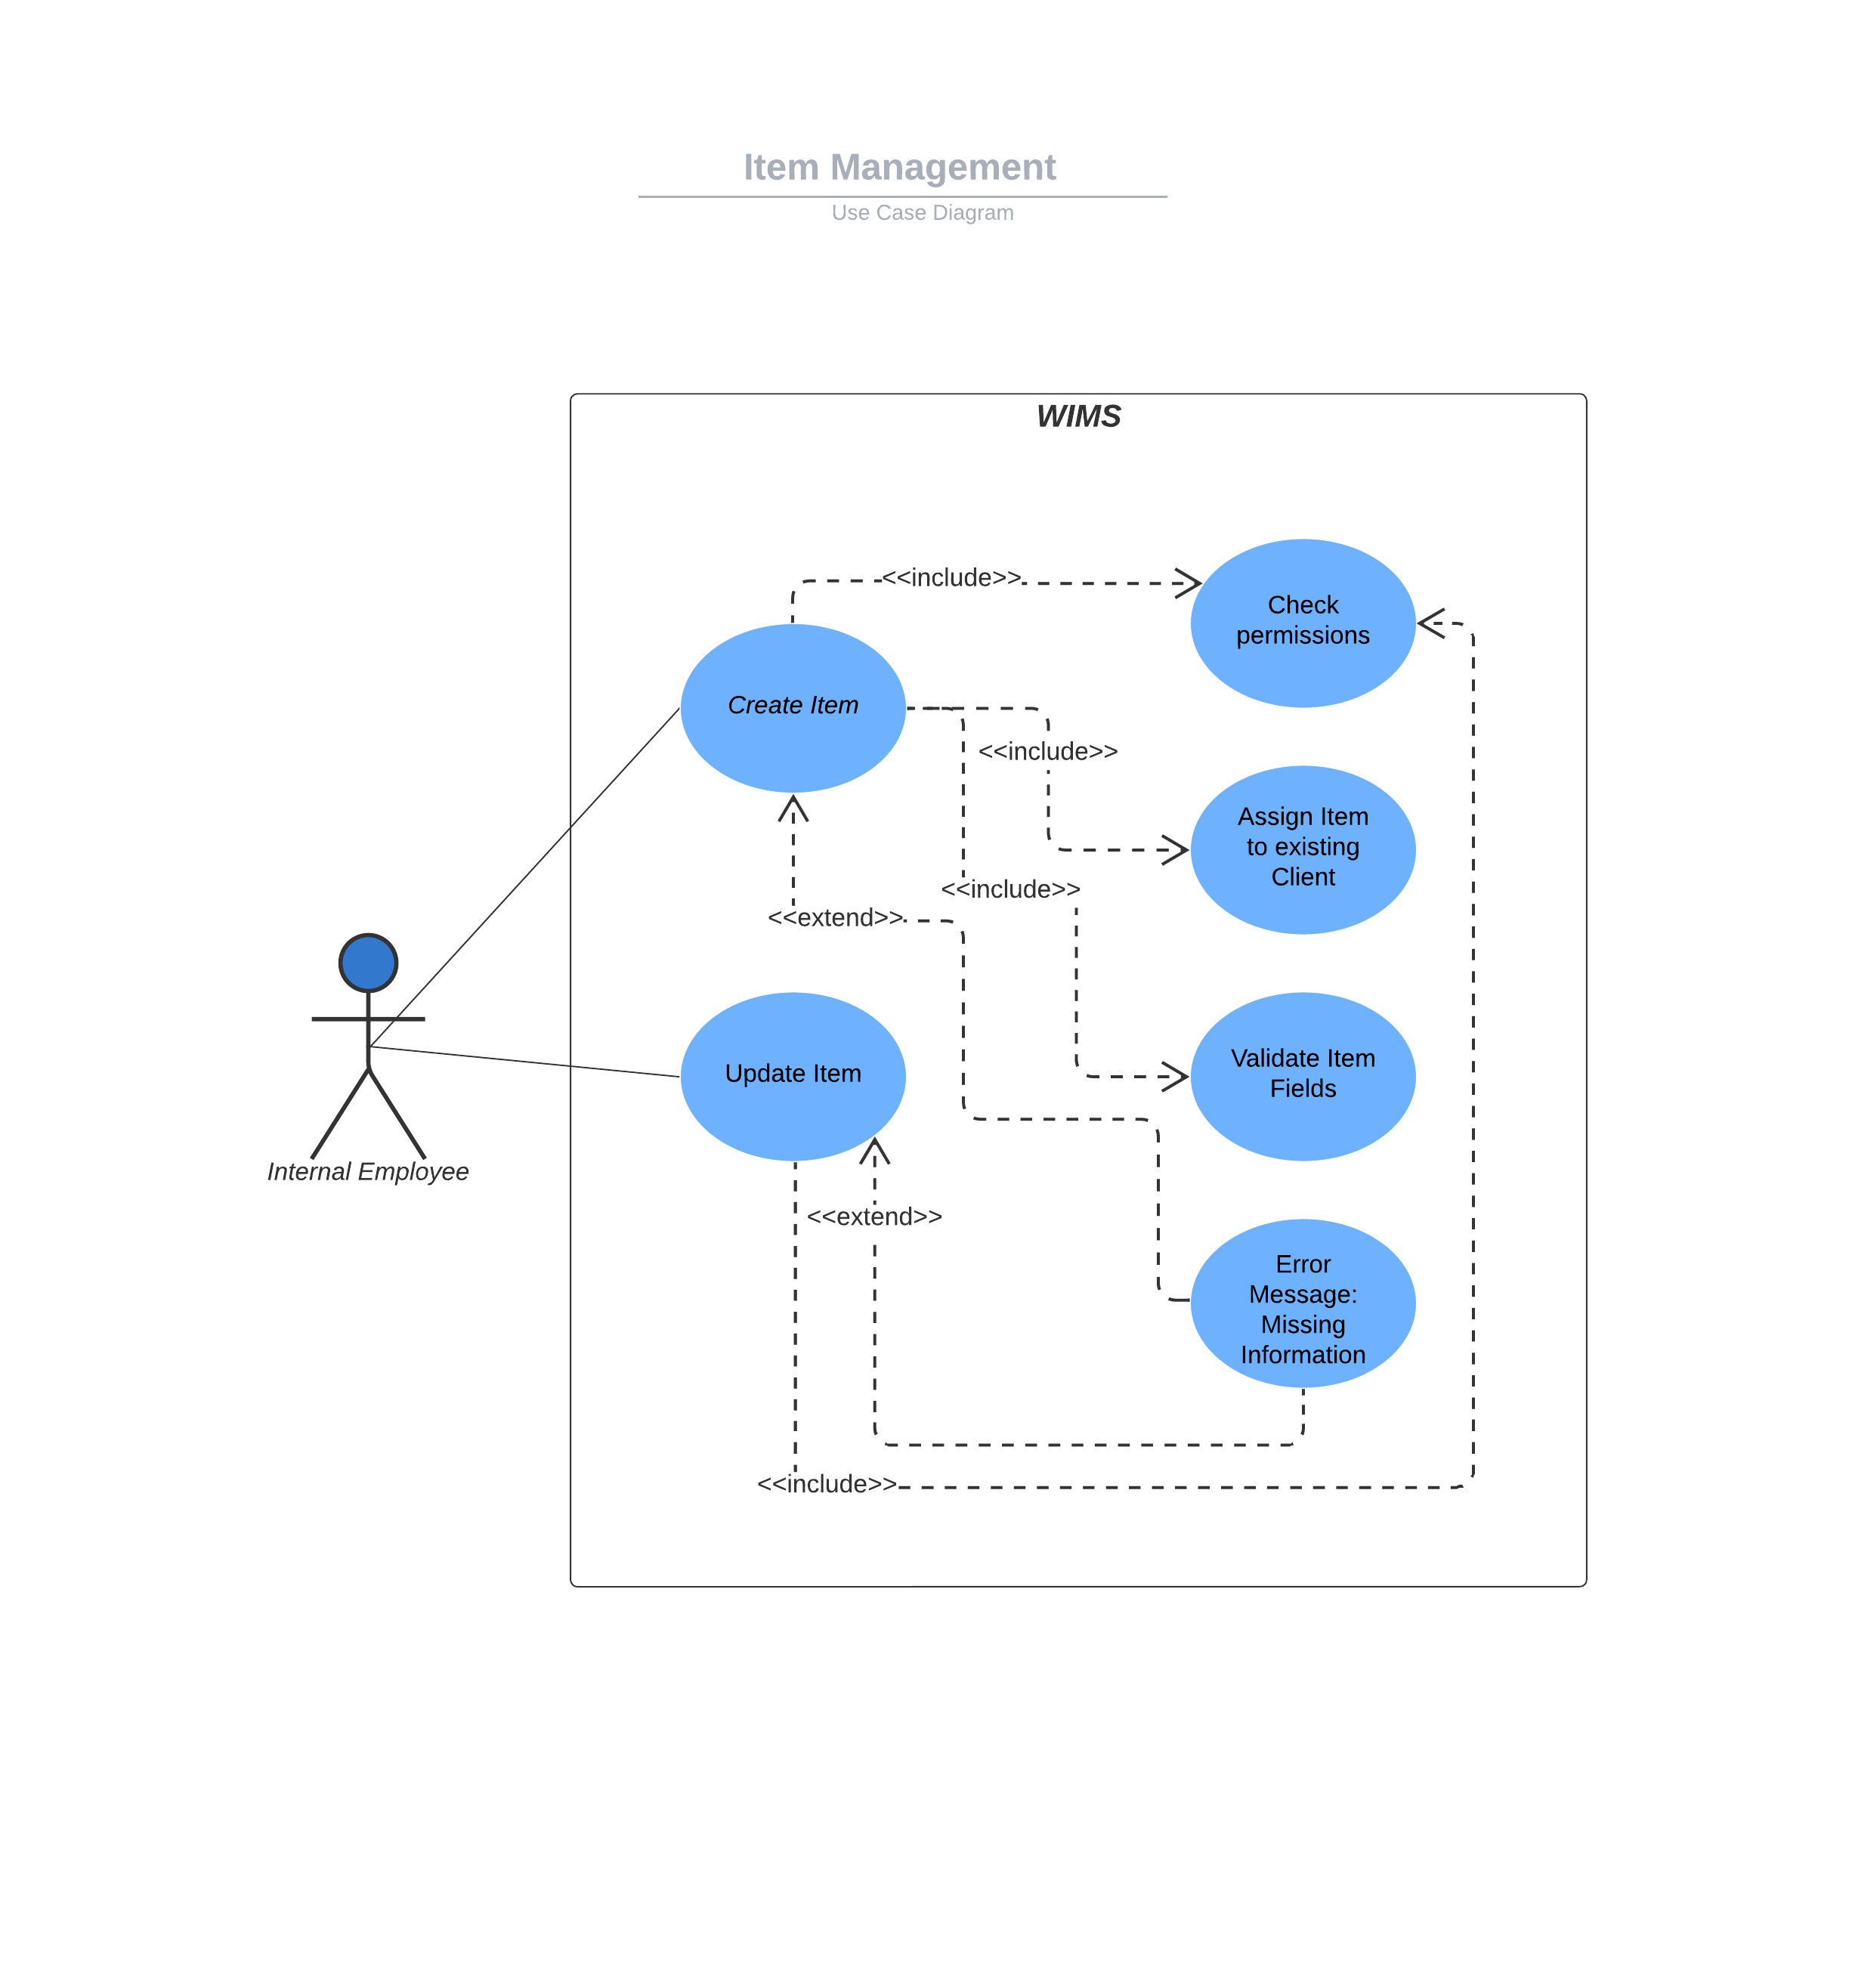 Item Management
Use Case Diagram
WIMS
<<include>>
Check
permissions
Create Item
<<include>>
Assign Item
to existing
Client
<<include>>
<<extend>>
Internal Employee
Update Item
Validate Item
Fields
<<extend>>
Error
Message:
Missing
Information
<<include>>